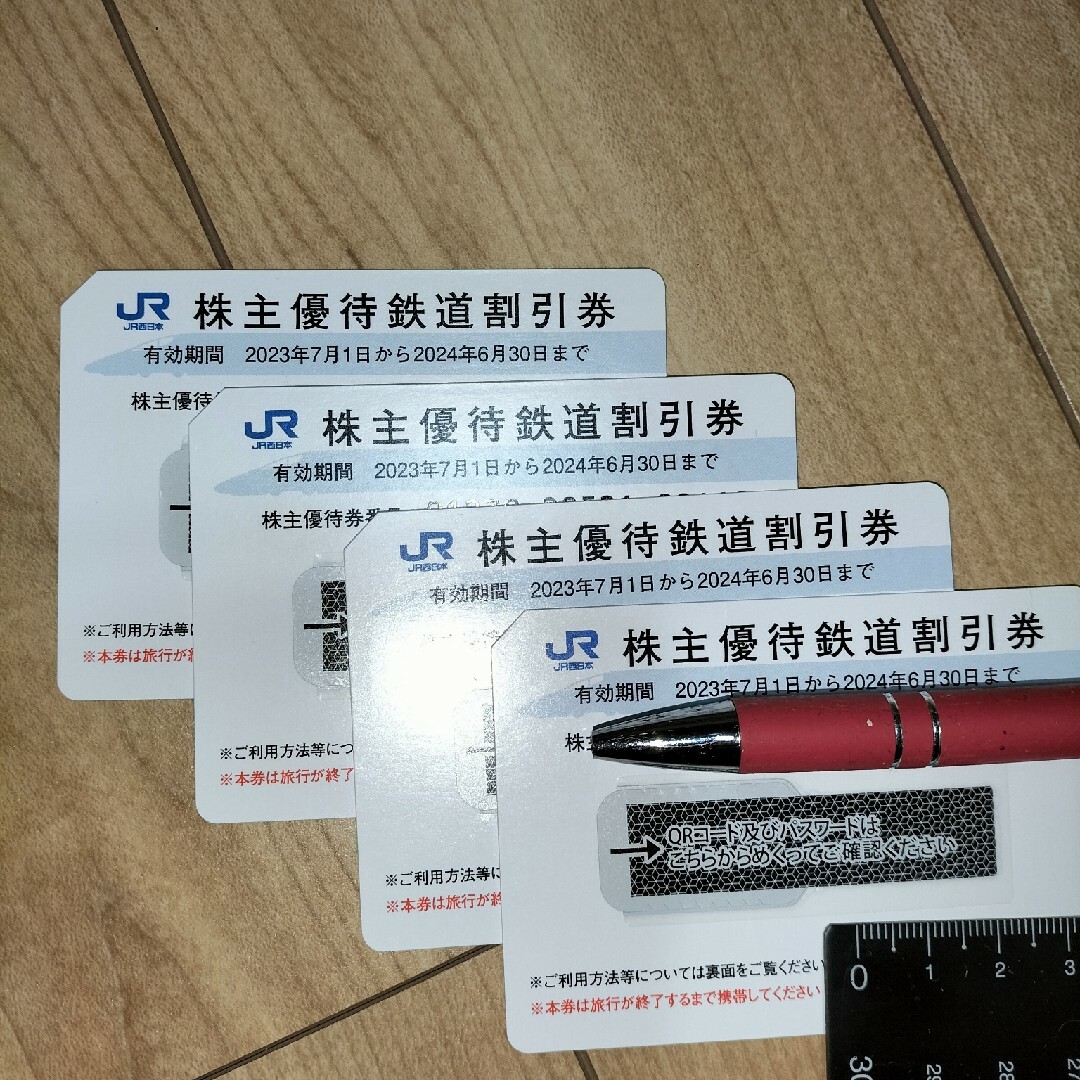 JR 株主優待鉄道割引券
JR西日本
有効期間 2023年7月1日から2024年6月30日まで
株主優待
※ご利用方法等に
※本券は旅行が終
JR 株主優待鉄道割引券
JR西日本
有効期間 2023年7月1日から2024年6月30日まで
株主優待券番
※ご利用方法等につ
※本券は旅行が終了
JR 株主優待鉄道割引券
JR西日本
有効期間 2023年7月1日から2024年6月30日まで
※ご利用方法等に
※本券は旅行が終
JR 株主優待鉄道割引券
JR西日本
有効期間 2023年7月1日から2024年6月30日まで
株
QRコード及びパスワードは
こちらからめくってご確認ください
※ご利用方法等については裏面をご覧ください
※本券は旅行が終了するまで携帯してください
0 1 2 3
30 29 28 27